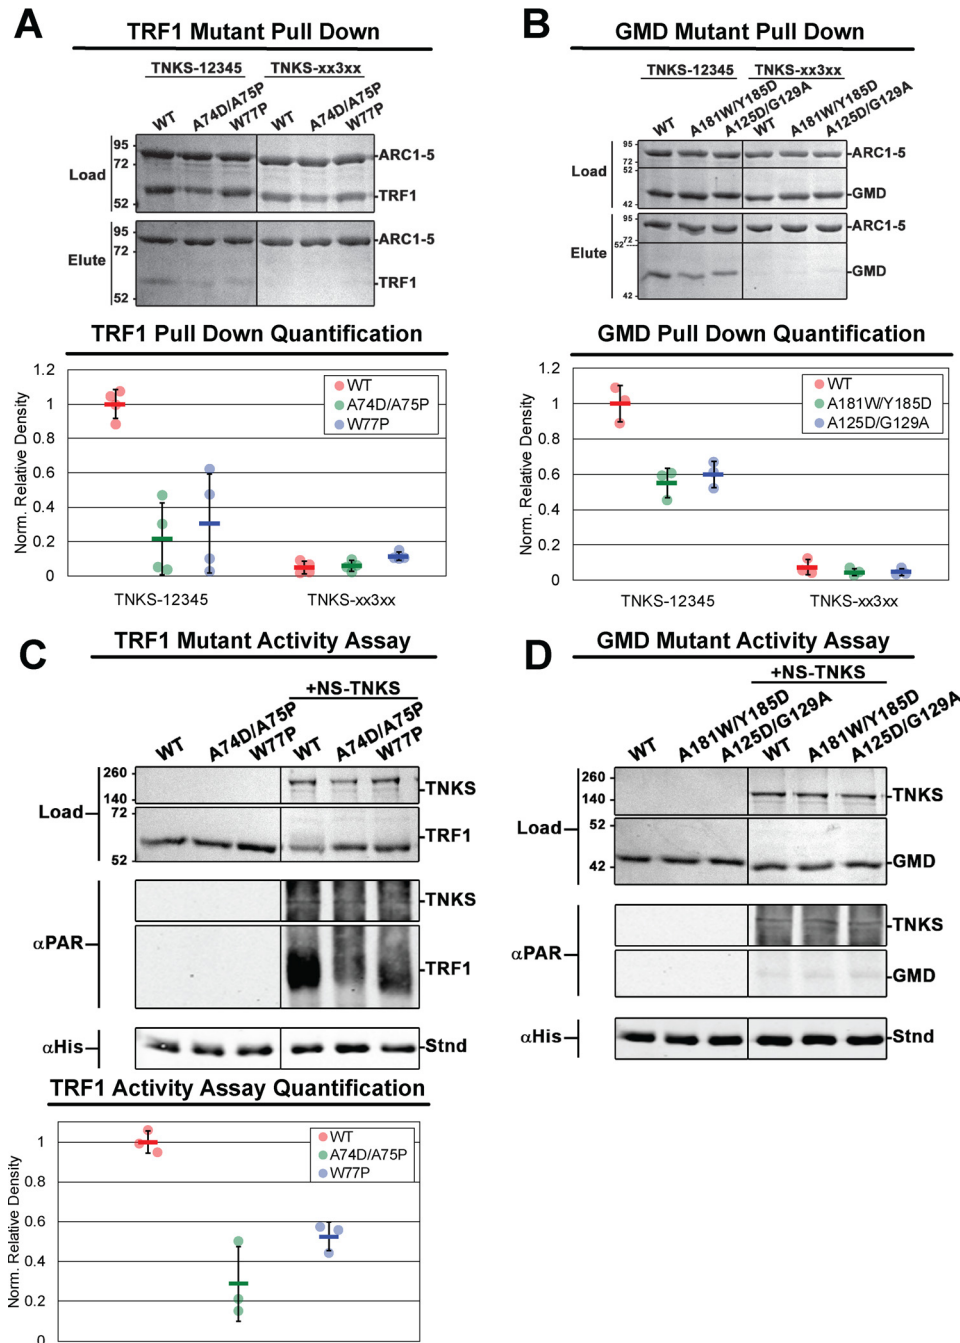 A
TRF1 Mutant Pull Down
TNKS-12345
TNKS-xx3xx
WT
A74D/A75P
W77P
WT
A74D/A75P
W77P
Load
95
72
52
ARC1-5
TRF1
Elute
95
72
52
ARC1-5
TRF1
TRF1 Pull Down Quantification
Norm. Relative Density
1.2
1
0.8
0.6
0.4
0.2
0
WT
A74D/A75P
W77P
TNKS-12345
TNKS-xx3xx
B
GMD Mutant Pull Down
TNKS-12345
TNKS-xx3xx
WT
A181W/Y185D
A125D/G129A
WT
A181W/Y185D
A125D/G129A
Load
95
72
52
42
ARC1-5
GMD
Elute
95
72
52
42
ARC1-5
GMD
GMD Pull Down Quantification
Norm. Relative Density
1.2
1
0.8
0.6
0.4
0.2
0
WT
A181W/Y185D
A125D/G129A
TNKS-12345
TNKS-xx3xx
C
TRF1 Mutant Activity Assay
+NS-TNKS
WT
A74D/A75P
W77P
WT
A74D/A75P
W77P
Load
260
140
72
52
TNKS
TRF1
αPAR
TNKS
TRF1
αHis
Stnd
TRF1 Activity Assay Quantification
Norm. Relative Density
1
0.8
0.6
0.4
0.2
0
WT
A74D/A75P
W77P
D
GMD Mutant Activity Assay
+NS-TNKS
WT
A181W/Y185D
A125D/G129A
WT
A181W/Y185D
A125D/G129A
Load
260
140
52
42
TNKS
GMD
αPAR
TNKS
GMD
αHis
Stnd